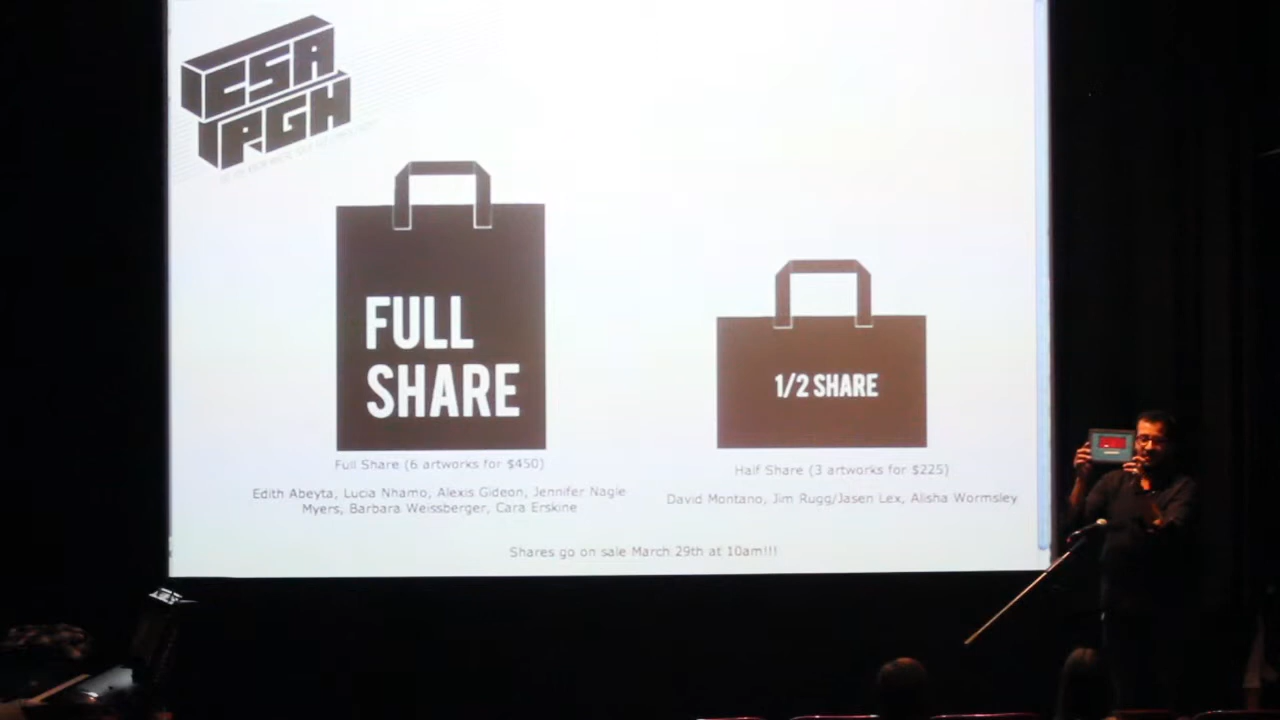 CSA
PGH
FULL
SHARE
1/2 SHARE
Full Share (6 artworks for $450)
Half Share (3 artworks for $225)
Edith Abeyta, Lucia Nhamo, Alexis Gideon, Jennifer Nagle
Myers, Barbara Weissberger, Cara Erskine
David Montano, Jim Rugg/Jasen Lex, Alisha Wormsley
Shares go on sale March 29th at 10am!!!